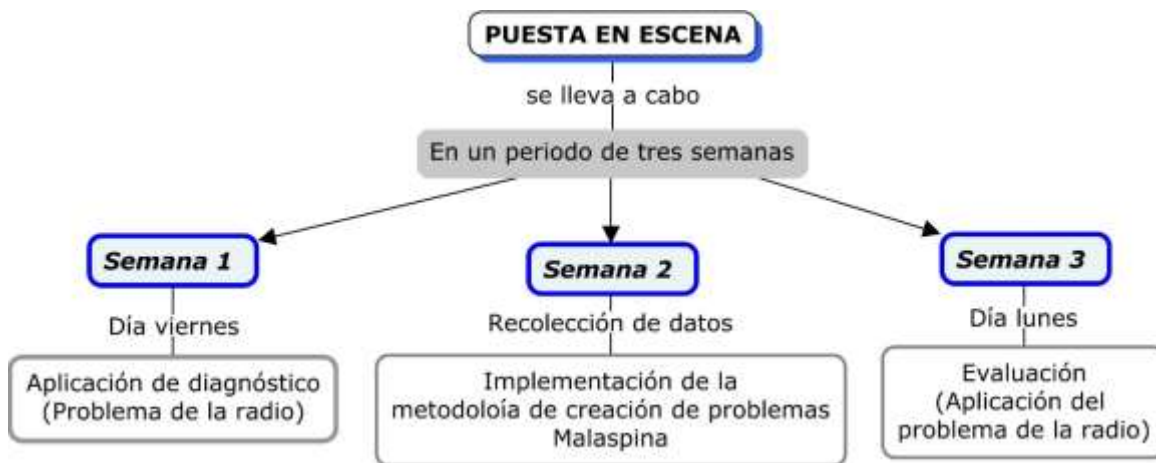 PUESTA EN ESCENA
se lleva a cabo
En un periodo de tres semanas
Semana 1
Semana 2
Semana 3
Día viernes
Recolección de datos
Día lunes
Aplicación de diagnóstico
(Problema de la radio)
Implementación de la
metodoloía de creación de problemas
Malaspina
Evaluación
(Aplicación del
problema de la radio)